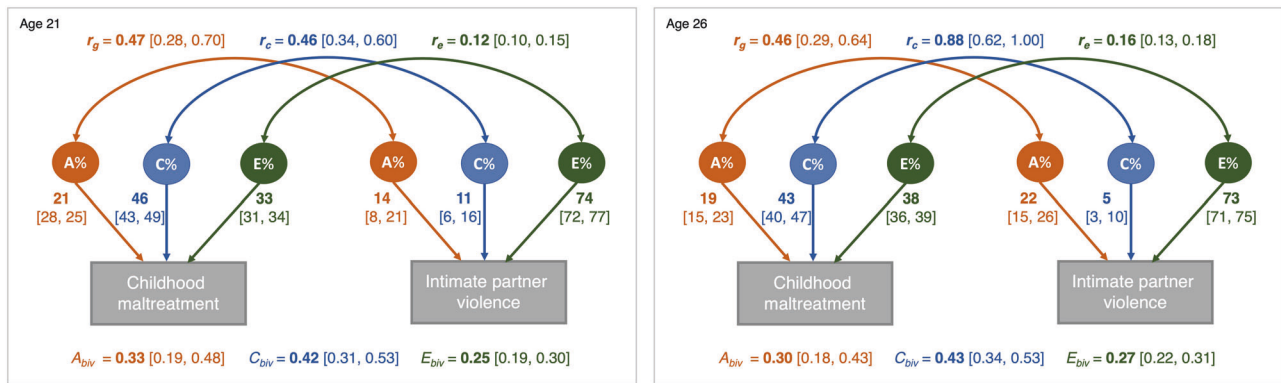 Age 21
r_g = 0.47 [0.28, 0.70] r_c = 0.46 [0.34, 0.60] r_e = 0.12 [0.10, 0.15]
A% C% E% A% C% E%
21 46 33 14 11 74
[28, 25] [43, 49] [31, 34] [8, 21] [6, 16] [72, 77]
Childhood
maltreatment
Intimate partner
violence
A_biv = 0.33 [0.19, 0.48] C_biv = 0.42 [0.31, 0.53] E_biv = 0.25 [0.19, 0.30]
Age 26
r_g = 0.46 [0.29, 0.64] r_c = 0.88 [0.62, 1.00] r_e = 0.16 [0.13, 0.18]
A% C% E% A% C% E%
19 43 38 22 5 73
[15, 23] [40, 47] [36, 39] [15, 26] [3, 10] [71, 75]
Childhood
maltreatment
Intimate partner
violence
A_biv = 0.30 [0.18, 0.43] C_biv = 0.43 [0.34, 0.53] E_biv = 0.27 [0.22, 0.31]